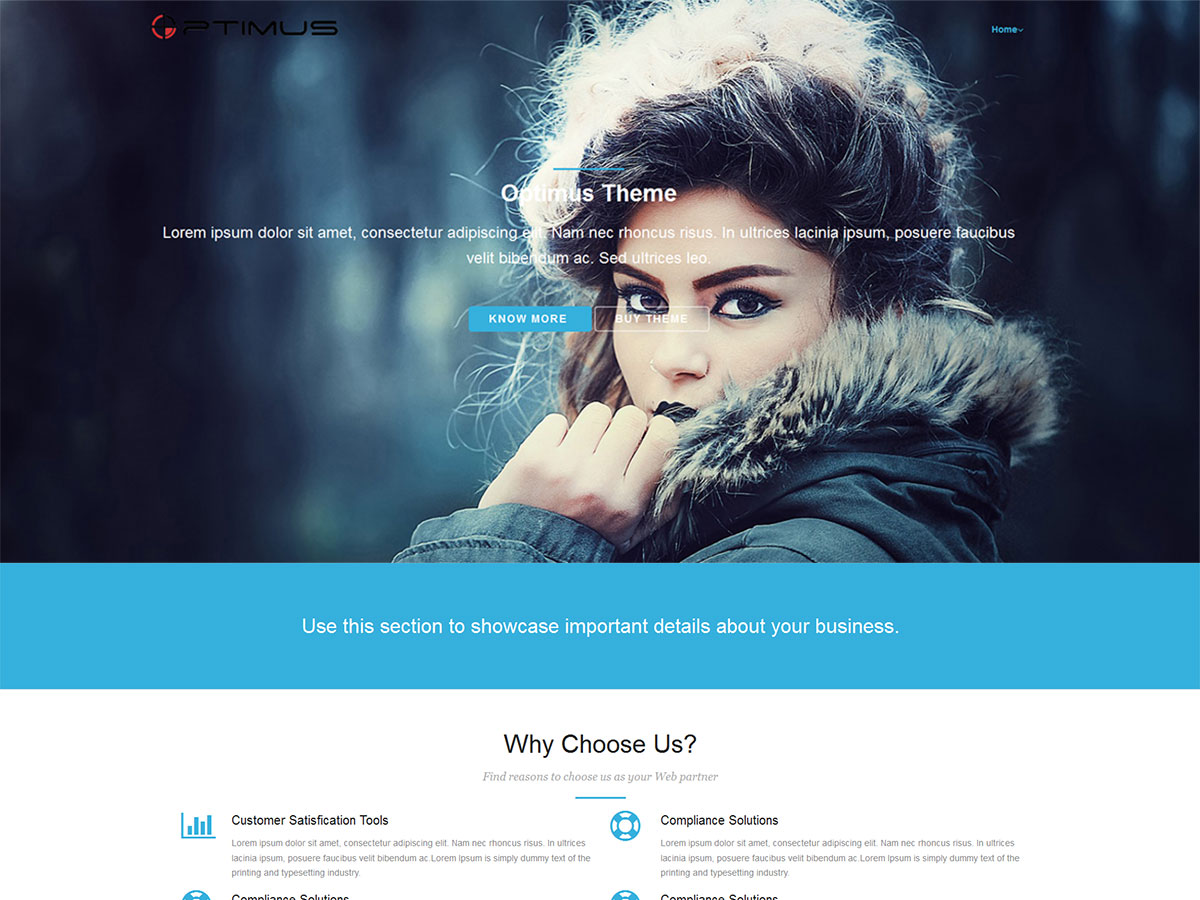 OPTIMUS
Home
Optimus Theme
Lorem ipsum dolor sit amet, consectetur adipiscing elit. Nam nec rhoncus risus. In ultrices lacinia ipsum, posuere faucibus
velit bibendum ac. Sed ultrices leo.
KNOW MORE
BUY THEME
Use this section to showcase important details about your business.
Why Choose Us?
Find reasons to choose us as your Web partner
Customer Satisfication Tools
Lorem ipsum dolor sit amet, consectetur adipiscing elit. Nam nec rhoncus risus. In ultrices
lacinia ipsum, posuere faucibus velit bibendum ac.Lorem Ipsum is simply dummy text of the
printing and typesetting industry.
Compliance Solutions
Lorem ipsum dolor sit amet, consectetur adipiscing elit. Nam nec rhoncus risus. In ultrices
lacinia ipsum, posuere faucibus velit bibendum ac.Lorem Ipsum is simply dummy text of the
printing and typesetting industry.
Compliance Solutions
Compliance Solutions